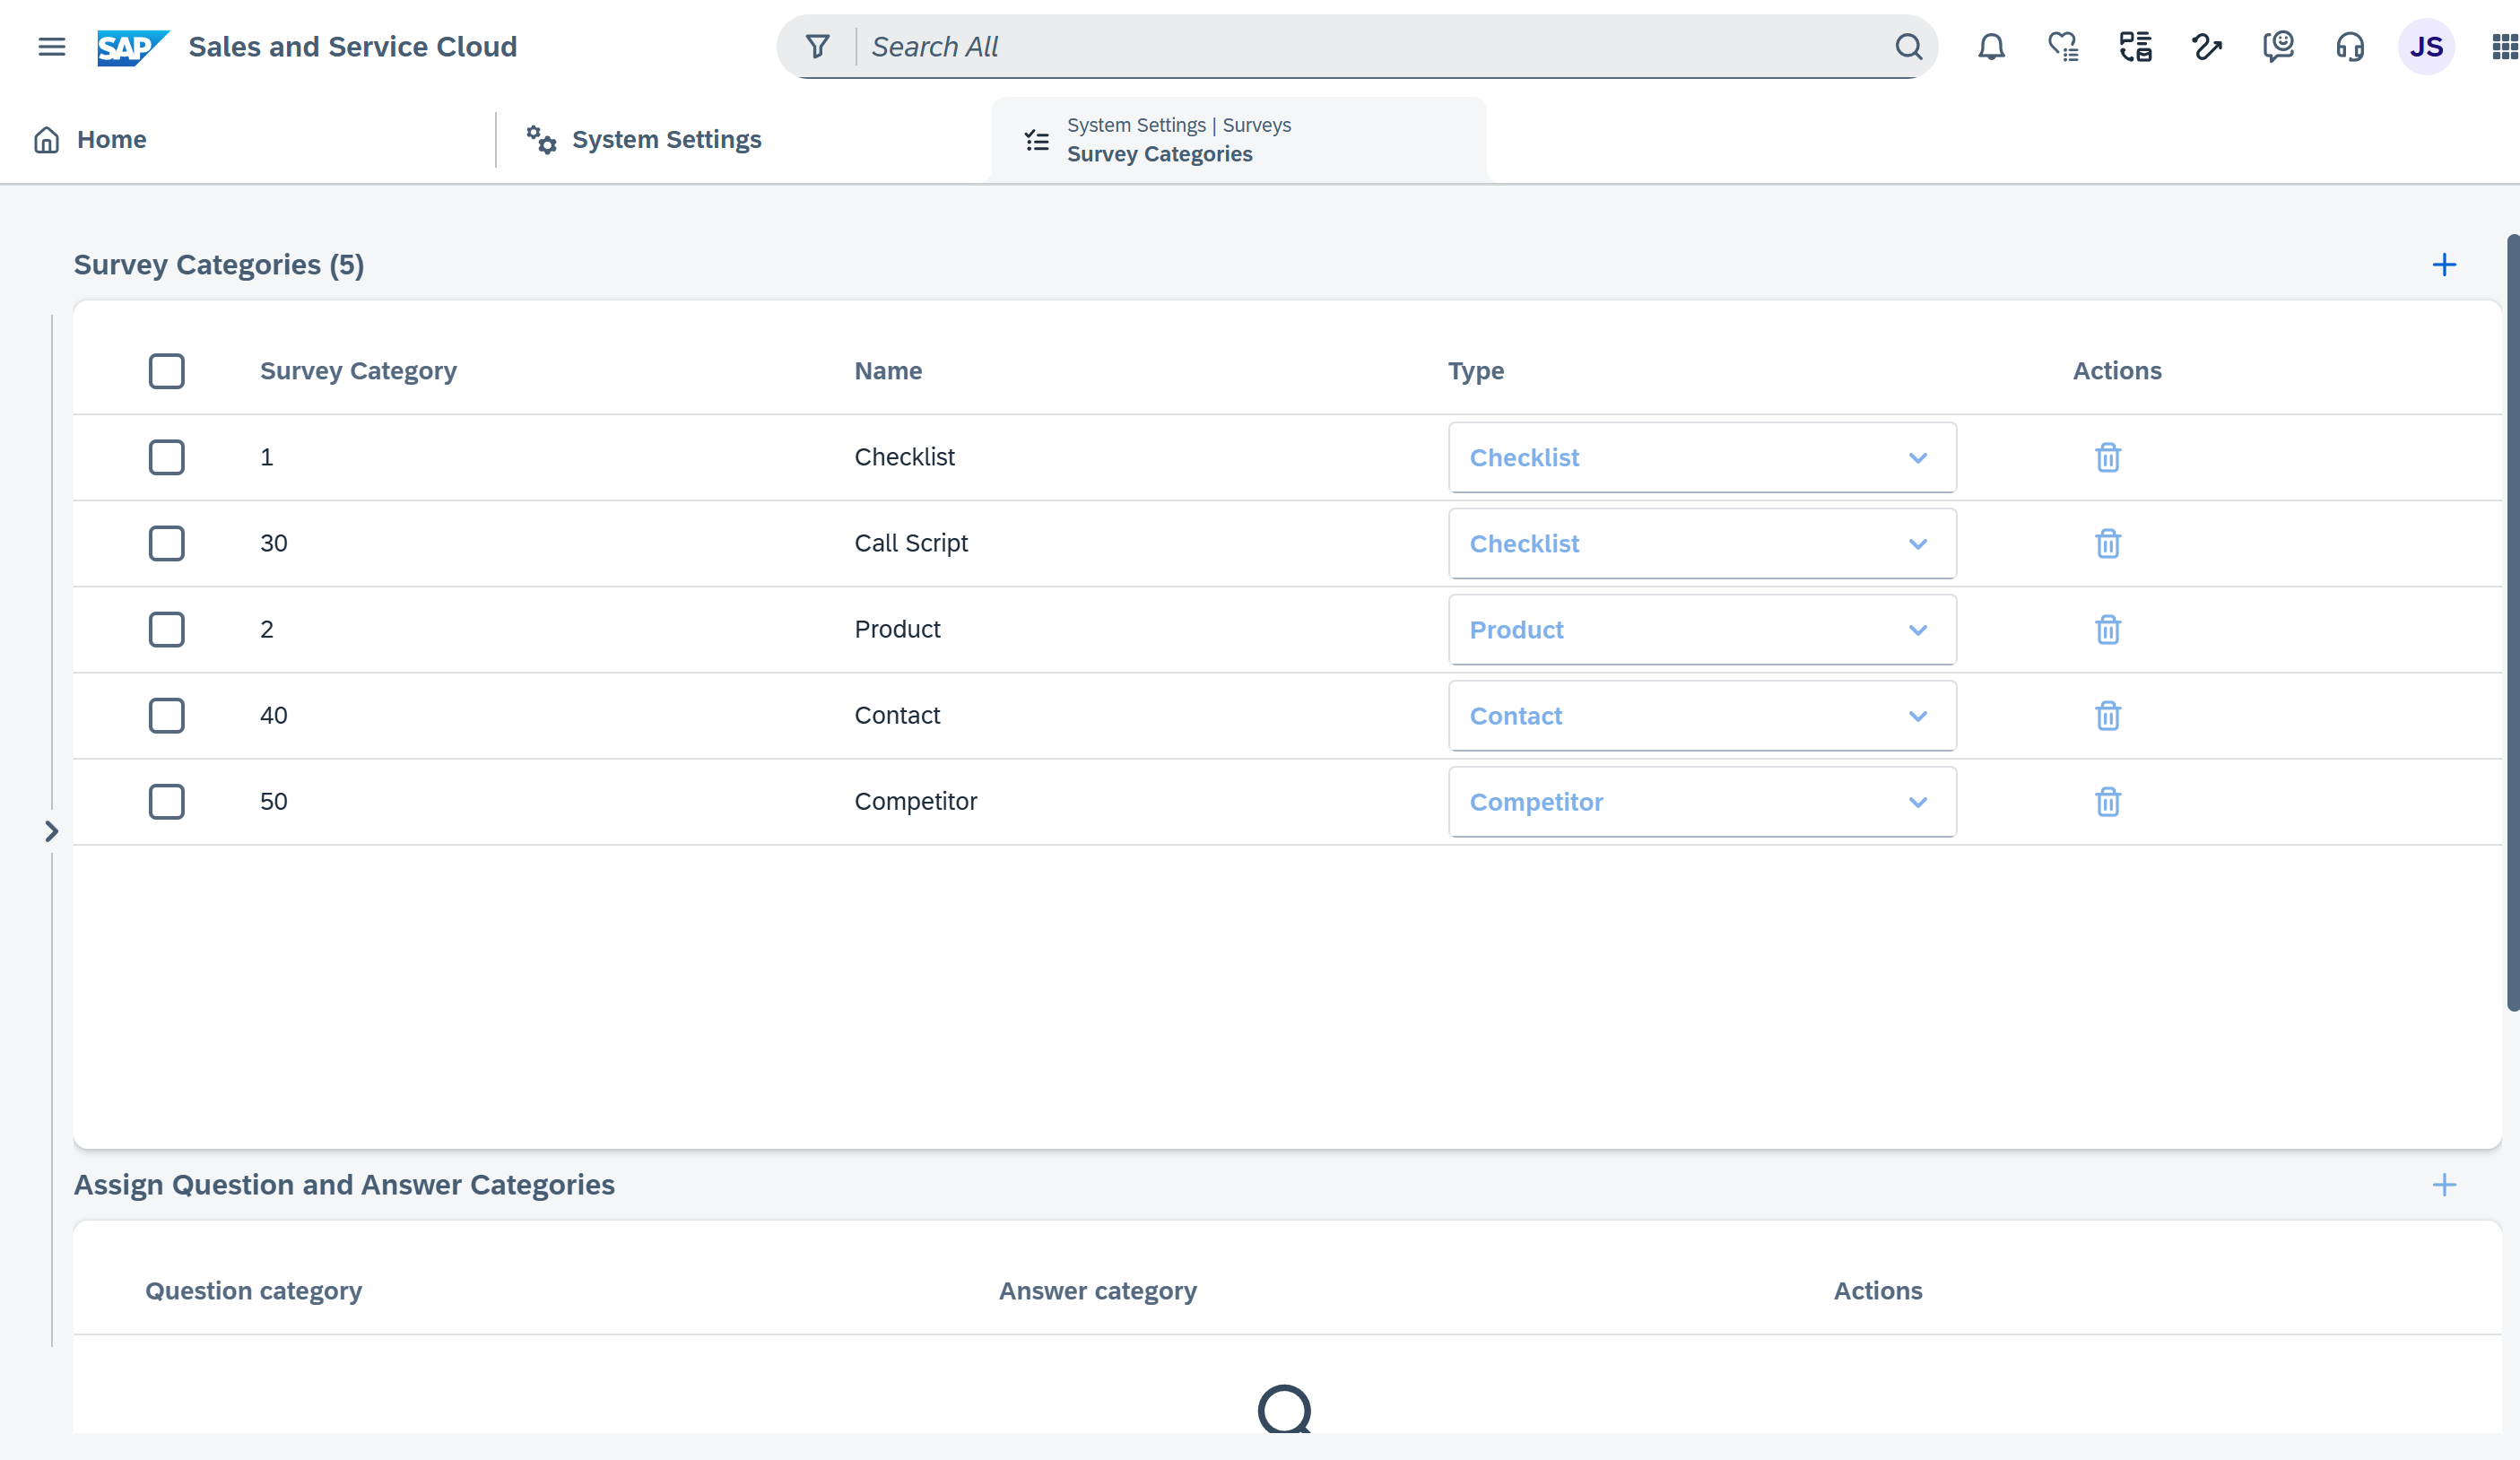 SAP Sales and Service Cloud
Search All
JS
Home
System Settings
System Settings | Surveys
Survey Categories
Survey Categories (5)
Survey Category Name Type Actions
1 Checklist Checklist
30 Call Script Checklist
2 Product Product
40 Contact Contact
50 Competitor Competitor
Assign Question and Answer Categories
Question category Answer category Actions